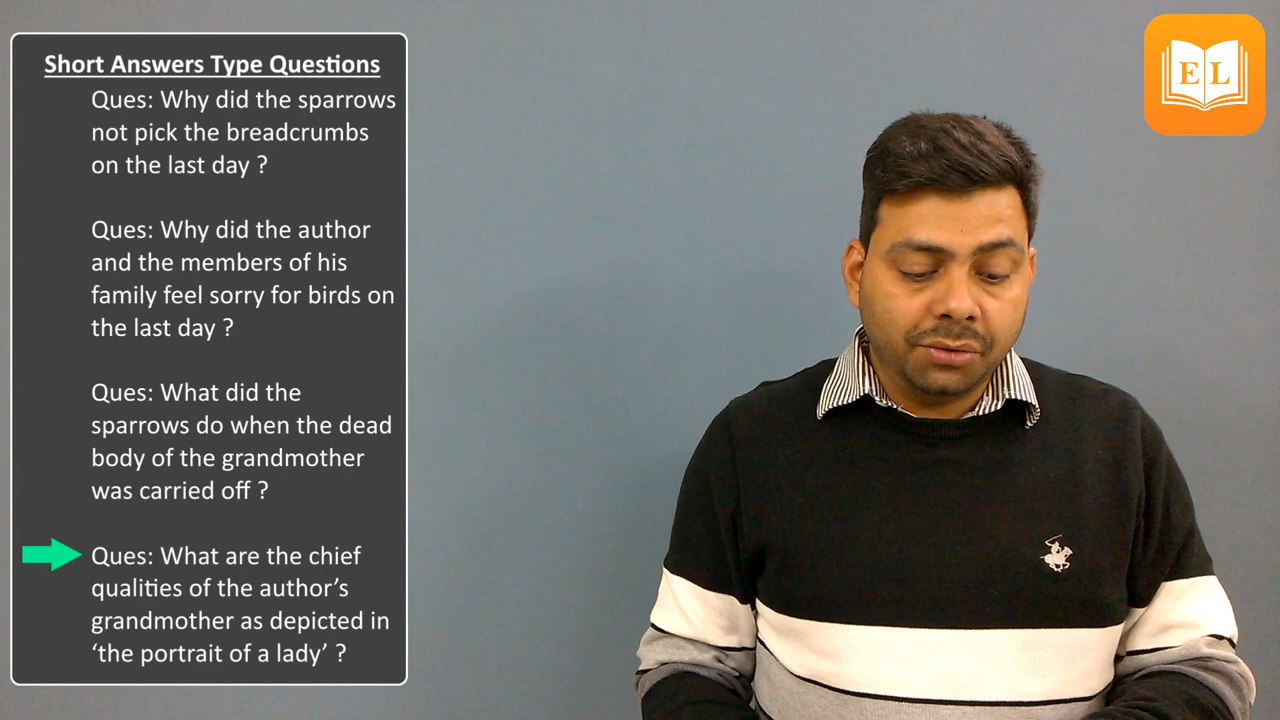 Short Answers Type Questions
Ques: Why did the sparrows
not pick the breadcrumbs
on the last day ?
Ques: Why did the author
and the members of his
family feel sorry for birds on
the last day ?
Ques: What did the
sparrows do when the dead
body of the grandmother
was carried off ?
Ques: What are the chief
qualities of the author’s
grandmother as depicted in
‘the portrait of a lady’ ?
E L